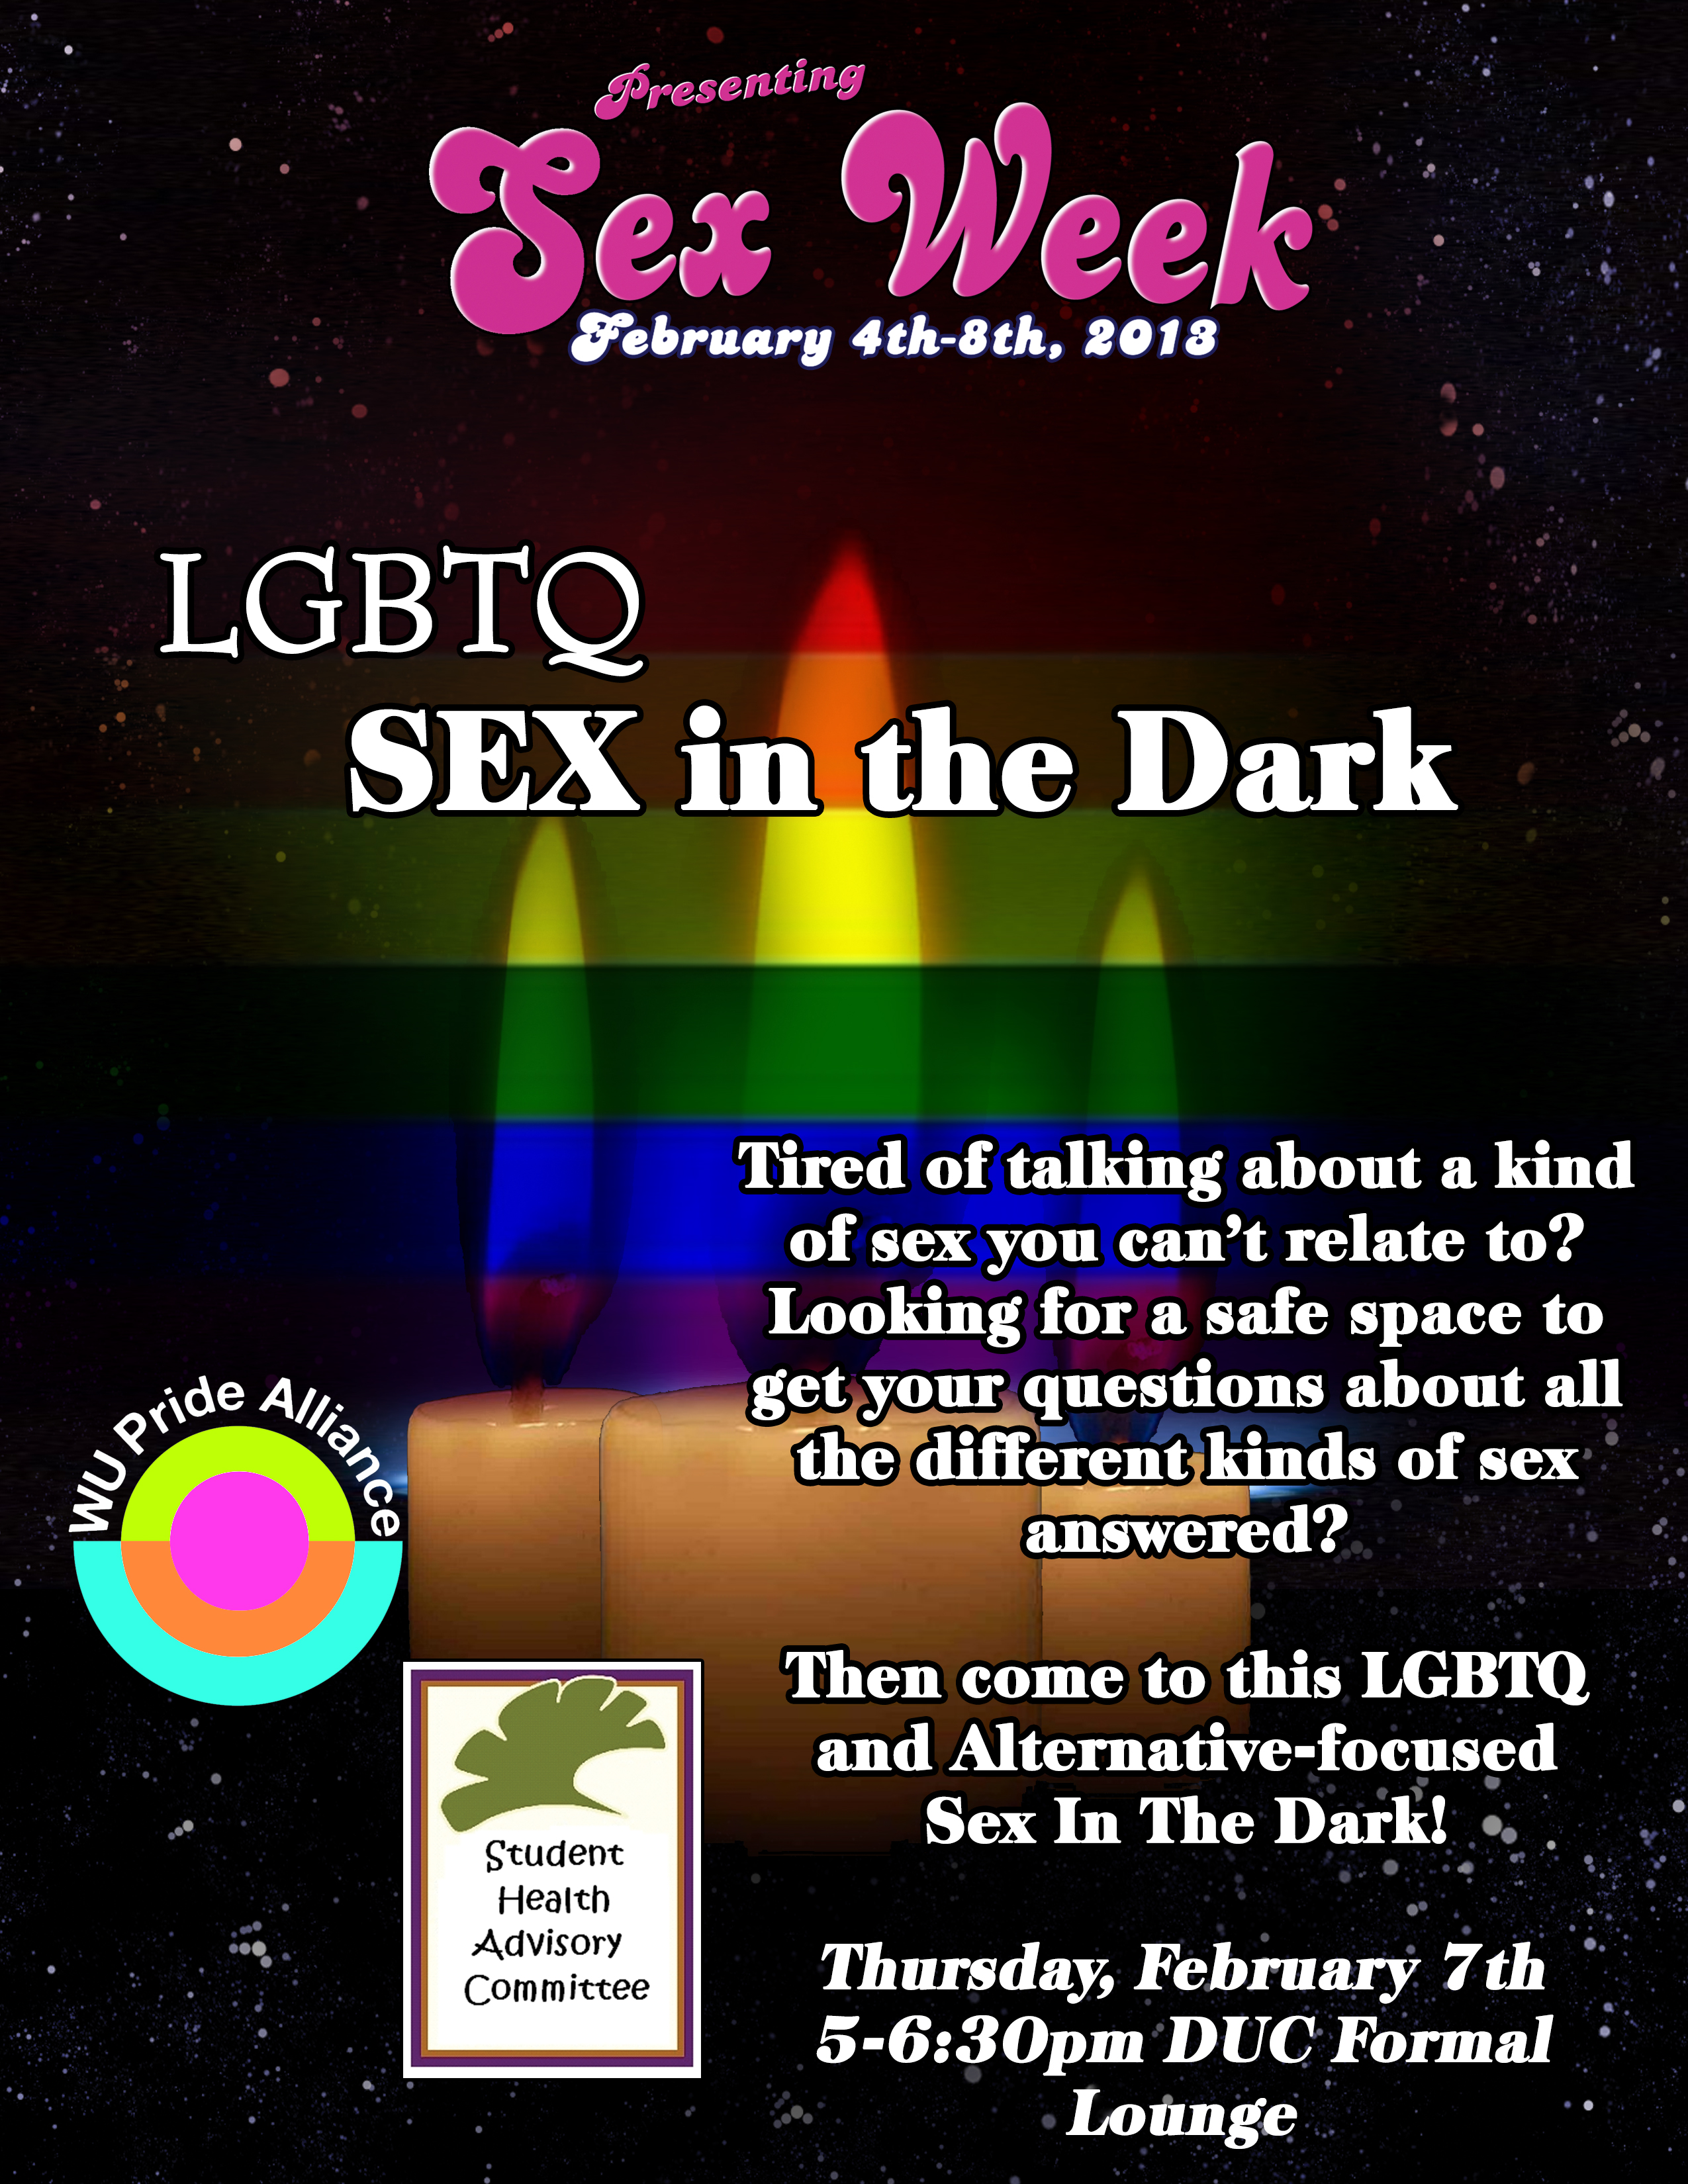 Presenting
Sex Week
February 4th-8th, 2013
LGBTQ
SEX in the Dark
Tired of talking about a kind
of sex you can't relate to?
Looking for a safe space to
get your questions about all
the different kinds of sex
answered?
WU Pride Alliance
Then come to this LGBTQ
and Alternative-focused
Sex In The Dark!
Student
Health
Advisory
Committee
Thursday, February 7th
5-6:30pm DUC Formal
Lounge